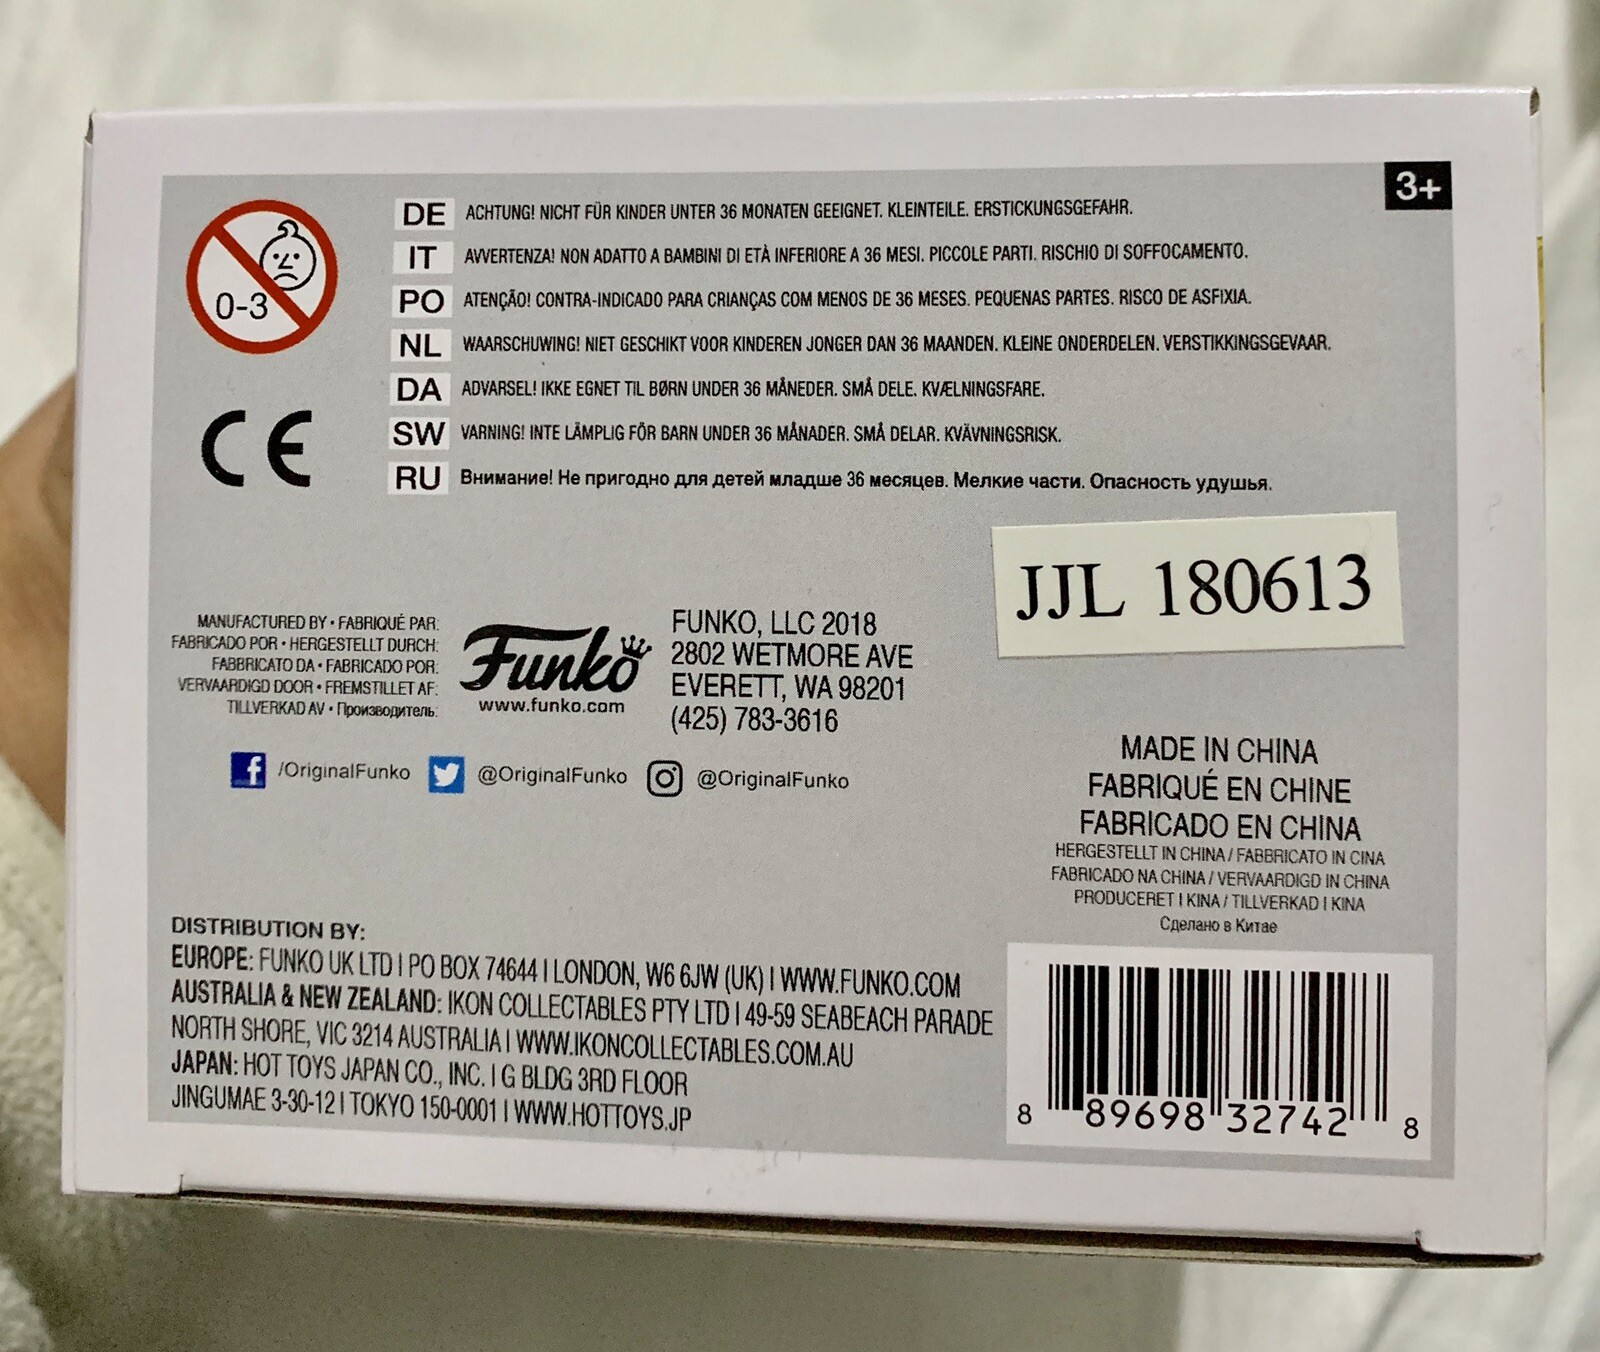 3+
0-3
DE ACHTUNG! NICHT FÜR KINDER UNTER 36 MONATEN GEEIGNET. KLEINTEILE. ERSTICKUNGSGEFAHR.
IT AVVERTENZA! NON ADATTO A BAMBINI DI ETÀ INFERIORE A 36 MESI. PICCOLE PARTI. RISCHIO DI SOFFOCAMENTO.
PO ATENÇÃO! CONTRA-INDICADO PARA CRIANÇAS COM MENOS DE 36 MESES. PEQUENAS PARTES. RISCO DE ASFIXIA.
NL WAARSCHUWING! NIET GESCHIKT VOOR KINDEREN JONGER DAN 36 MAANDEN. KLEINE ONDERDELEN. VERSTIKKINGSGEVAAR.
DA ADVARSEL! IKKE EGNET TIL BØRN UNDER 36 MÅNEDER. SMÅ DELE. KVÆLNINGSFARE.
SW VARNING! INTE LÄMPLIG FÖR BARN UNDER 36 MÅNADER. SMÅ DELAR. KVÄVNINGSRISK.
RU Внимание! Не пригодно для детей младше 36 месяцев. Мелкие части. Опасность удушья.
CE
JJL 180613
MANUFACTURED BY • FABRIQUÉ PAR:
FABRICADO POR • HERGESTELLT DURCH:
FABBRICATO DA • FABRICADO POR:
VERVAARDIGD DOOR • FREMSTILLET AF:
TILLVERKAD AV • Производитель:
Funko
www.funko.com
FUNKO, LLC 2018
2802 WETMORE AVE
EVERETT, WA 98201
(425) 783-3616
/OriginalFunko @OriginalFunko @OriginalFunko
MADE IN CHINA
FABRIQUÉ EN CHINE
FABRICADO EN CHINA
HERGESTELLT IN CHINA / FABBRICATO IN CINA
FABRICADO NA CHINA / VERVAARDIGD IN CHINA
PRODUCERET I KINA / TILLVERKAD I KINA
Сделано в Китае
DISTRIBUTION BY:
EUROPE: FUNKO UK LTD | PO BOX 74644 | LONDON, W6 6JW (UK) | WWW.FUNKO.COM
AUSTRALIA & NEW ZEALAND: IKON COLLECTABLES PTY LTD | 49-59 SEABEACH PARADE
NORTH SHORE, VIC 3214 AUSTRALIA | WWW.IKONCOLLECTABLES.COM.AU
JAPAN: HOT TOYS JAPAN CO., INC. | G BLDG 3RD FLOOR
JINGUMAE 3-30-12 | TOKYO 150-0001 | WWW.HOTTOYS.JP
8 89698 32742 8